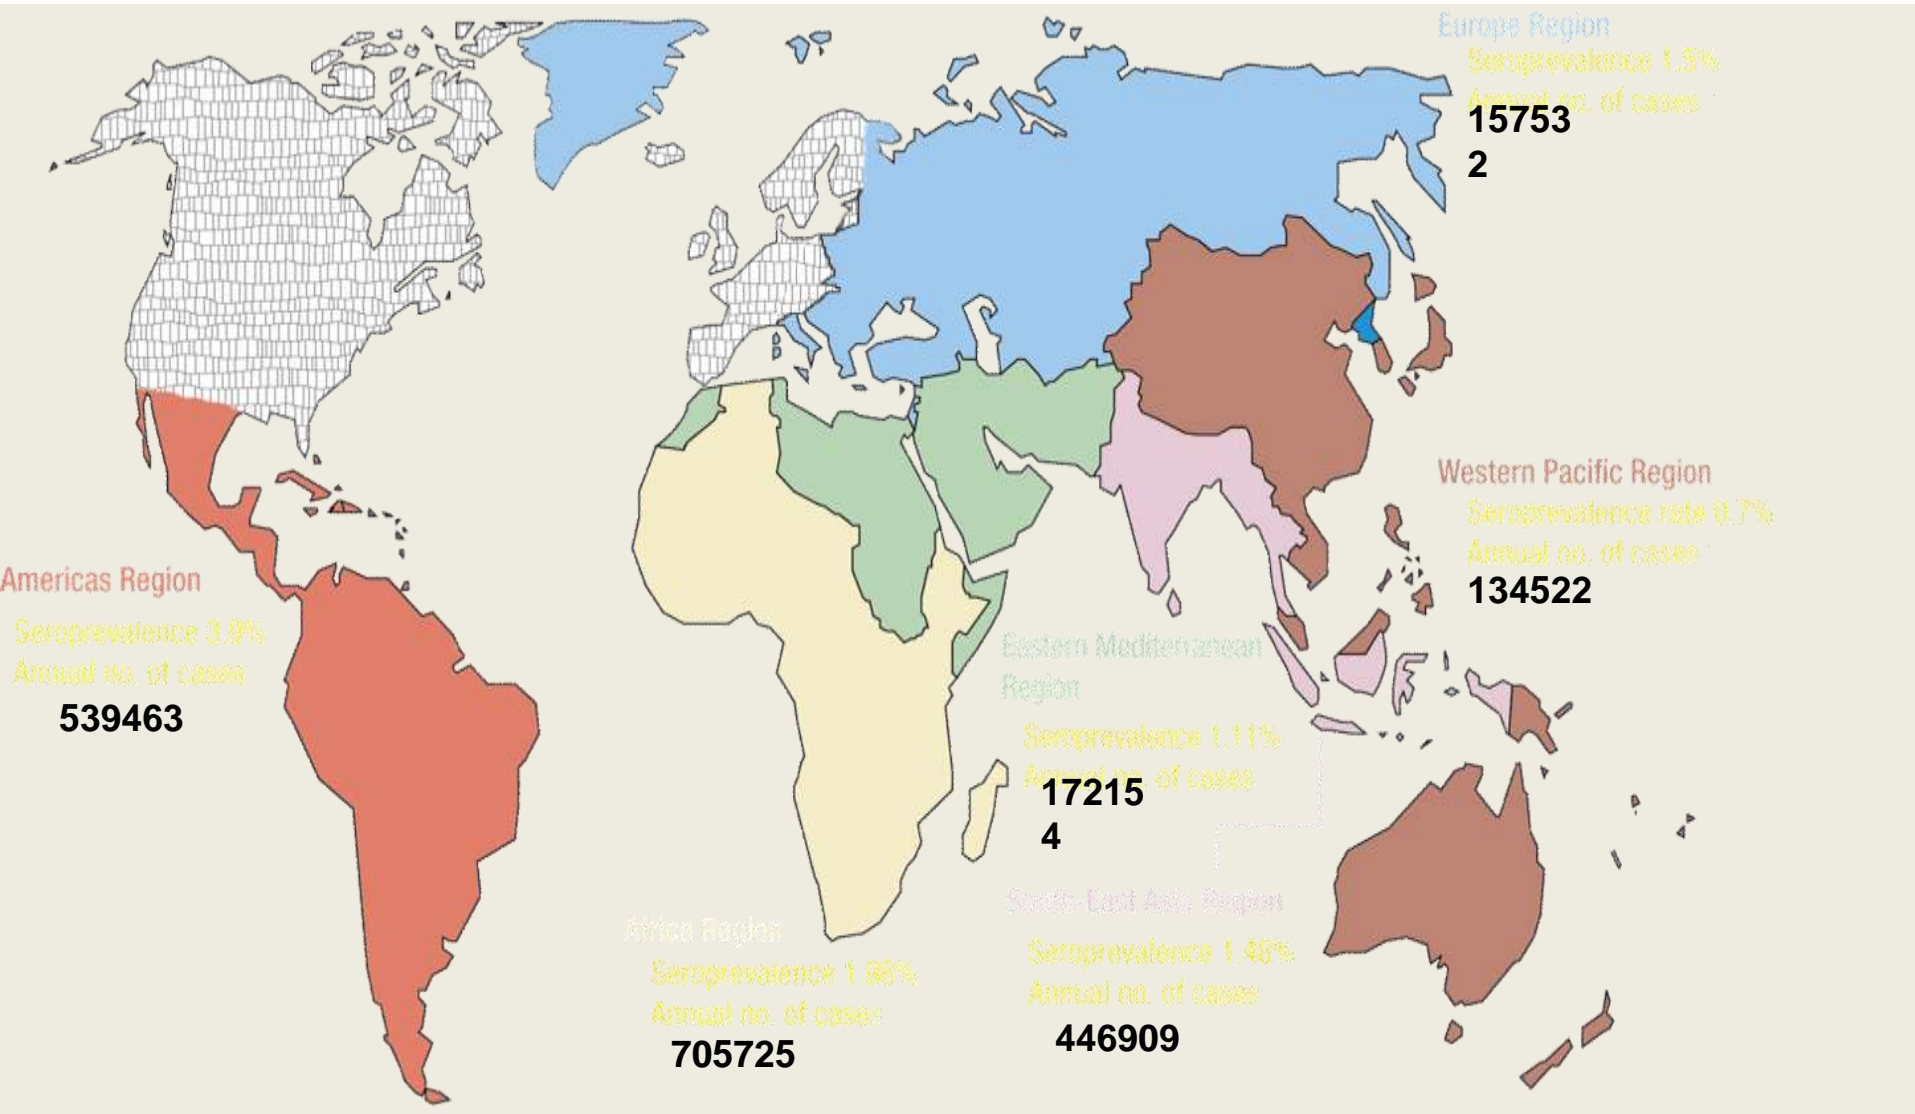 Europe Region
Seroprevalence 1.5%
Annual no. of cases
15753
2
Western Pacific Region
Seroprevalence rate 0.7%
Annual no. of cases
134522
Americas Region
Seroprevalence 3.9%
Annual no. of cases
539463
Eastern Mediterranean
Region
Seroprevalence 1.11%
Annual no. of cases
17215
4
South-East Asia Region
Seroprevalence 1.46%
Annual no. of cases
446909
Africa Region
Seroprevalence 1.98%
Annual no. of cases
705725